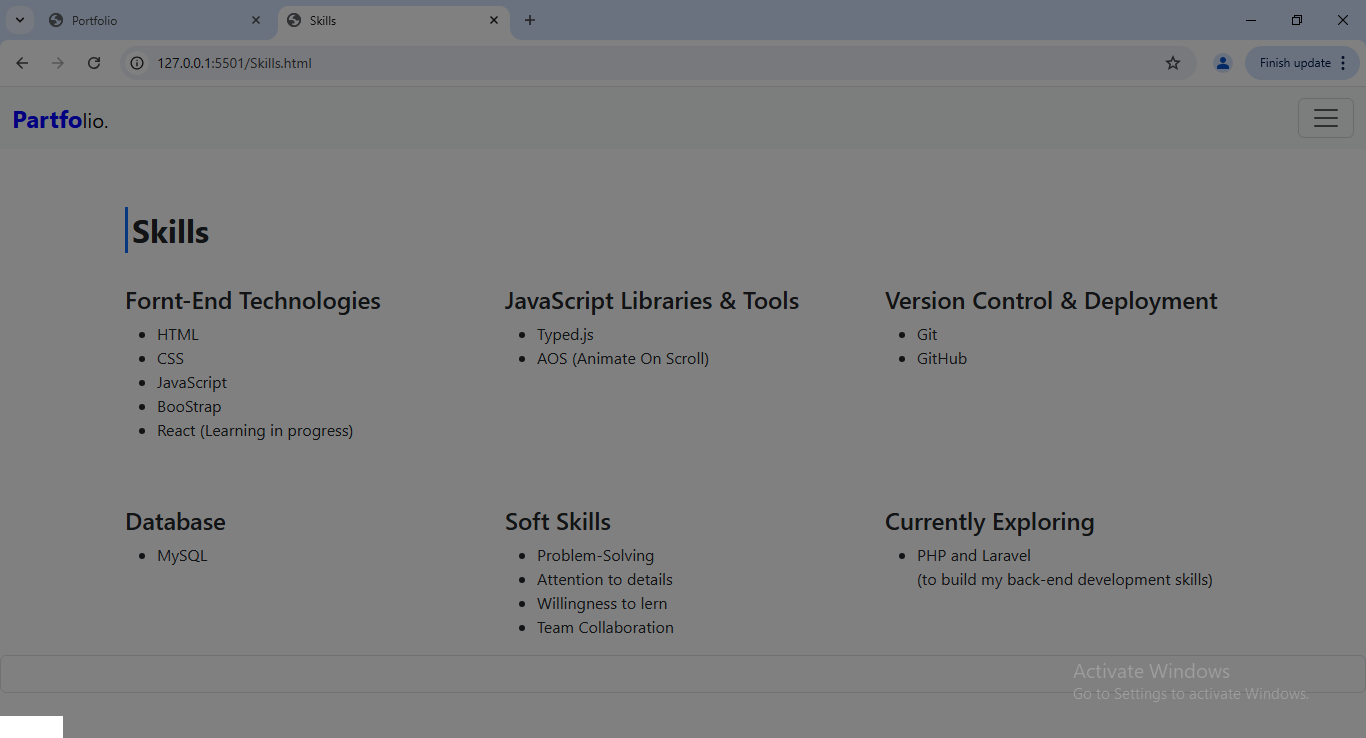 Portfolio
Skills
127.0.0.1:5501/Skills.html
Finish update
Partfolio.
Skills
Fornt-End Technologies
HTML
CSS
JavaScript
BooStrap
React (Learning in progress)
JavaScript Libraries & Tools
Typed.js
AOS (Animate On Scroll)
Version Control & Deployment
Git
GitHub
Database
MySQL
Soft Skills
Problem-Solving
Attention to details
Willingness to lern
Team Collaboration
Currently Exploring
PHP and Laravel
(to build my back-end development skills)
Activate Windows
Go to Settings to activate Windows.